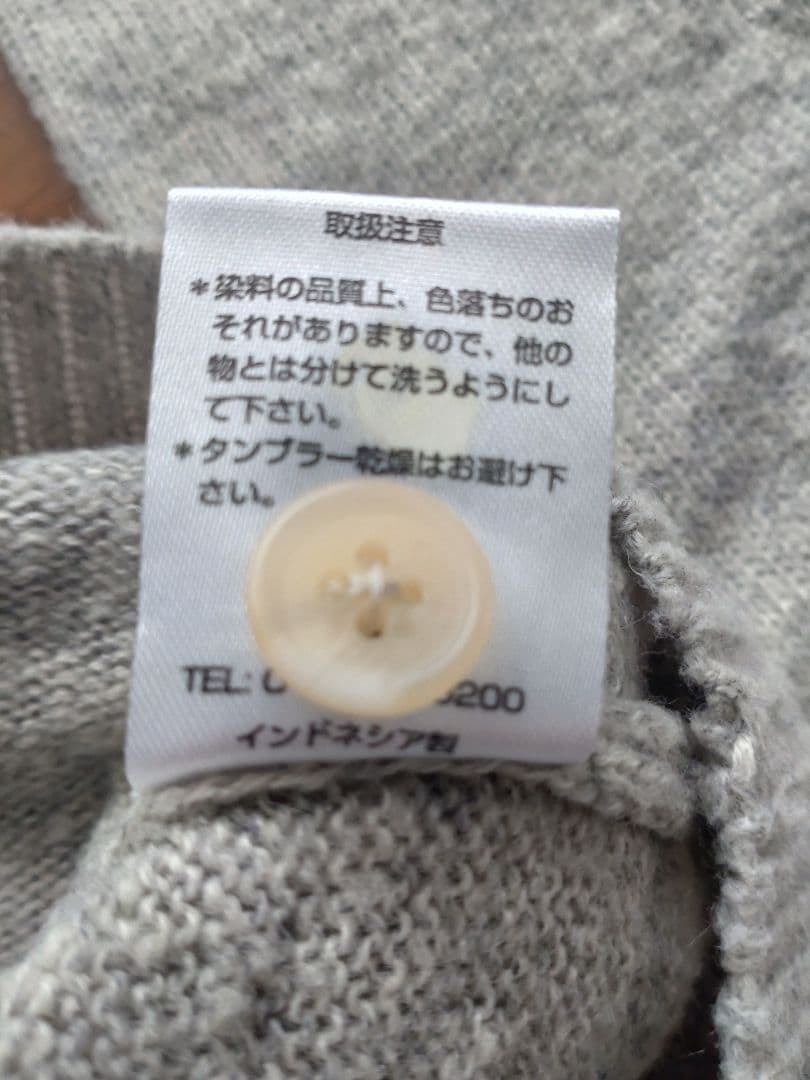 取扱注意
*染料の品質上、色落ちのお
それがありますので、他の
物とは分けて洗うようにし
て下さい。
*タンブラー乾燥はお避け下
さい。
TEL: 200
インドネシア製